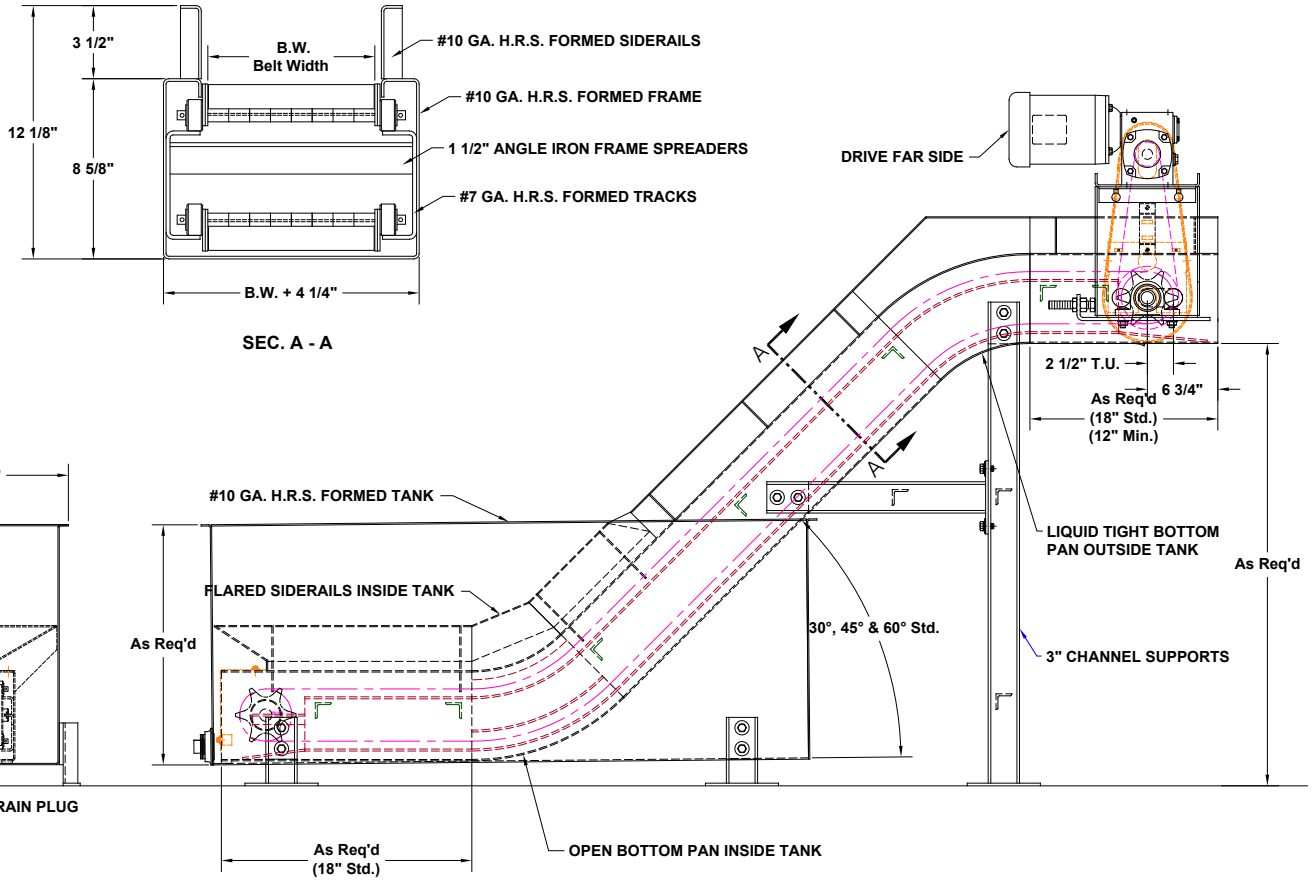 3 1/2"
12 1/8"
8 5/8"
B.W.
Belt Width
#10 GA. H.R.S. FORMED SIDERAILS
#10 GA. H.R.S. FORMED FRAME
1 1/2" ANGLE IRON FRAME SPREADERS
#7 GA. H.R.S. FORMED TRACKS
B.W. + 4 1/4"
SEC. A - A
DRIVE FAR SIDE
A
A
2 1/2" T.U.
6 3/4"
As Req'd
(18" Std.)
(12" Min.)
#10 GA. H.R.S. FORMED TANK
LIQUID TIGHT BOTTOM
PAN OUTSIDE TANK
As Req'd
FLARED SIDERAILS INSIDE TANK
As Req'd
30°, 45° & 60° Std.
3" CHANNEL SUPPORTS
RAIN PLUG
As Req'd
(18" Std.)
OPEN BOTTOM PAN INSIDE TANK